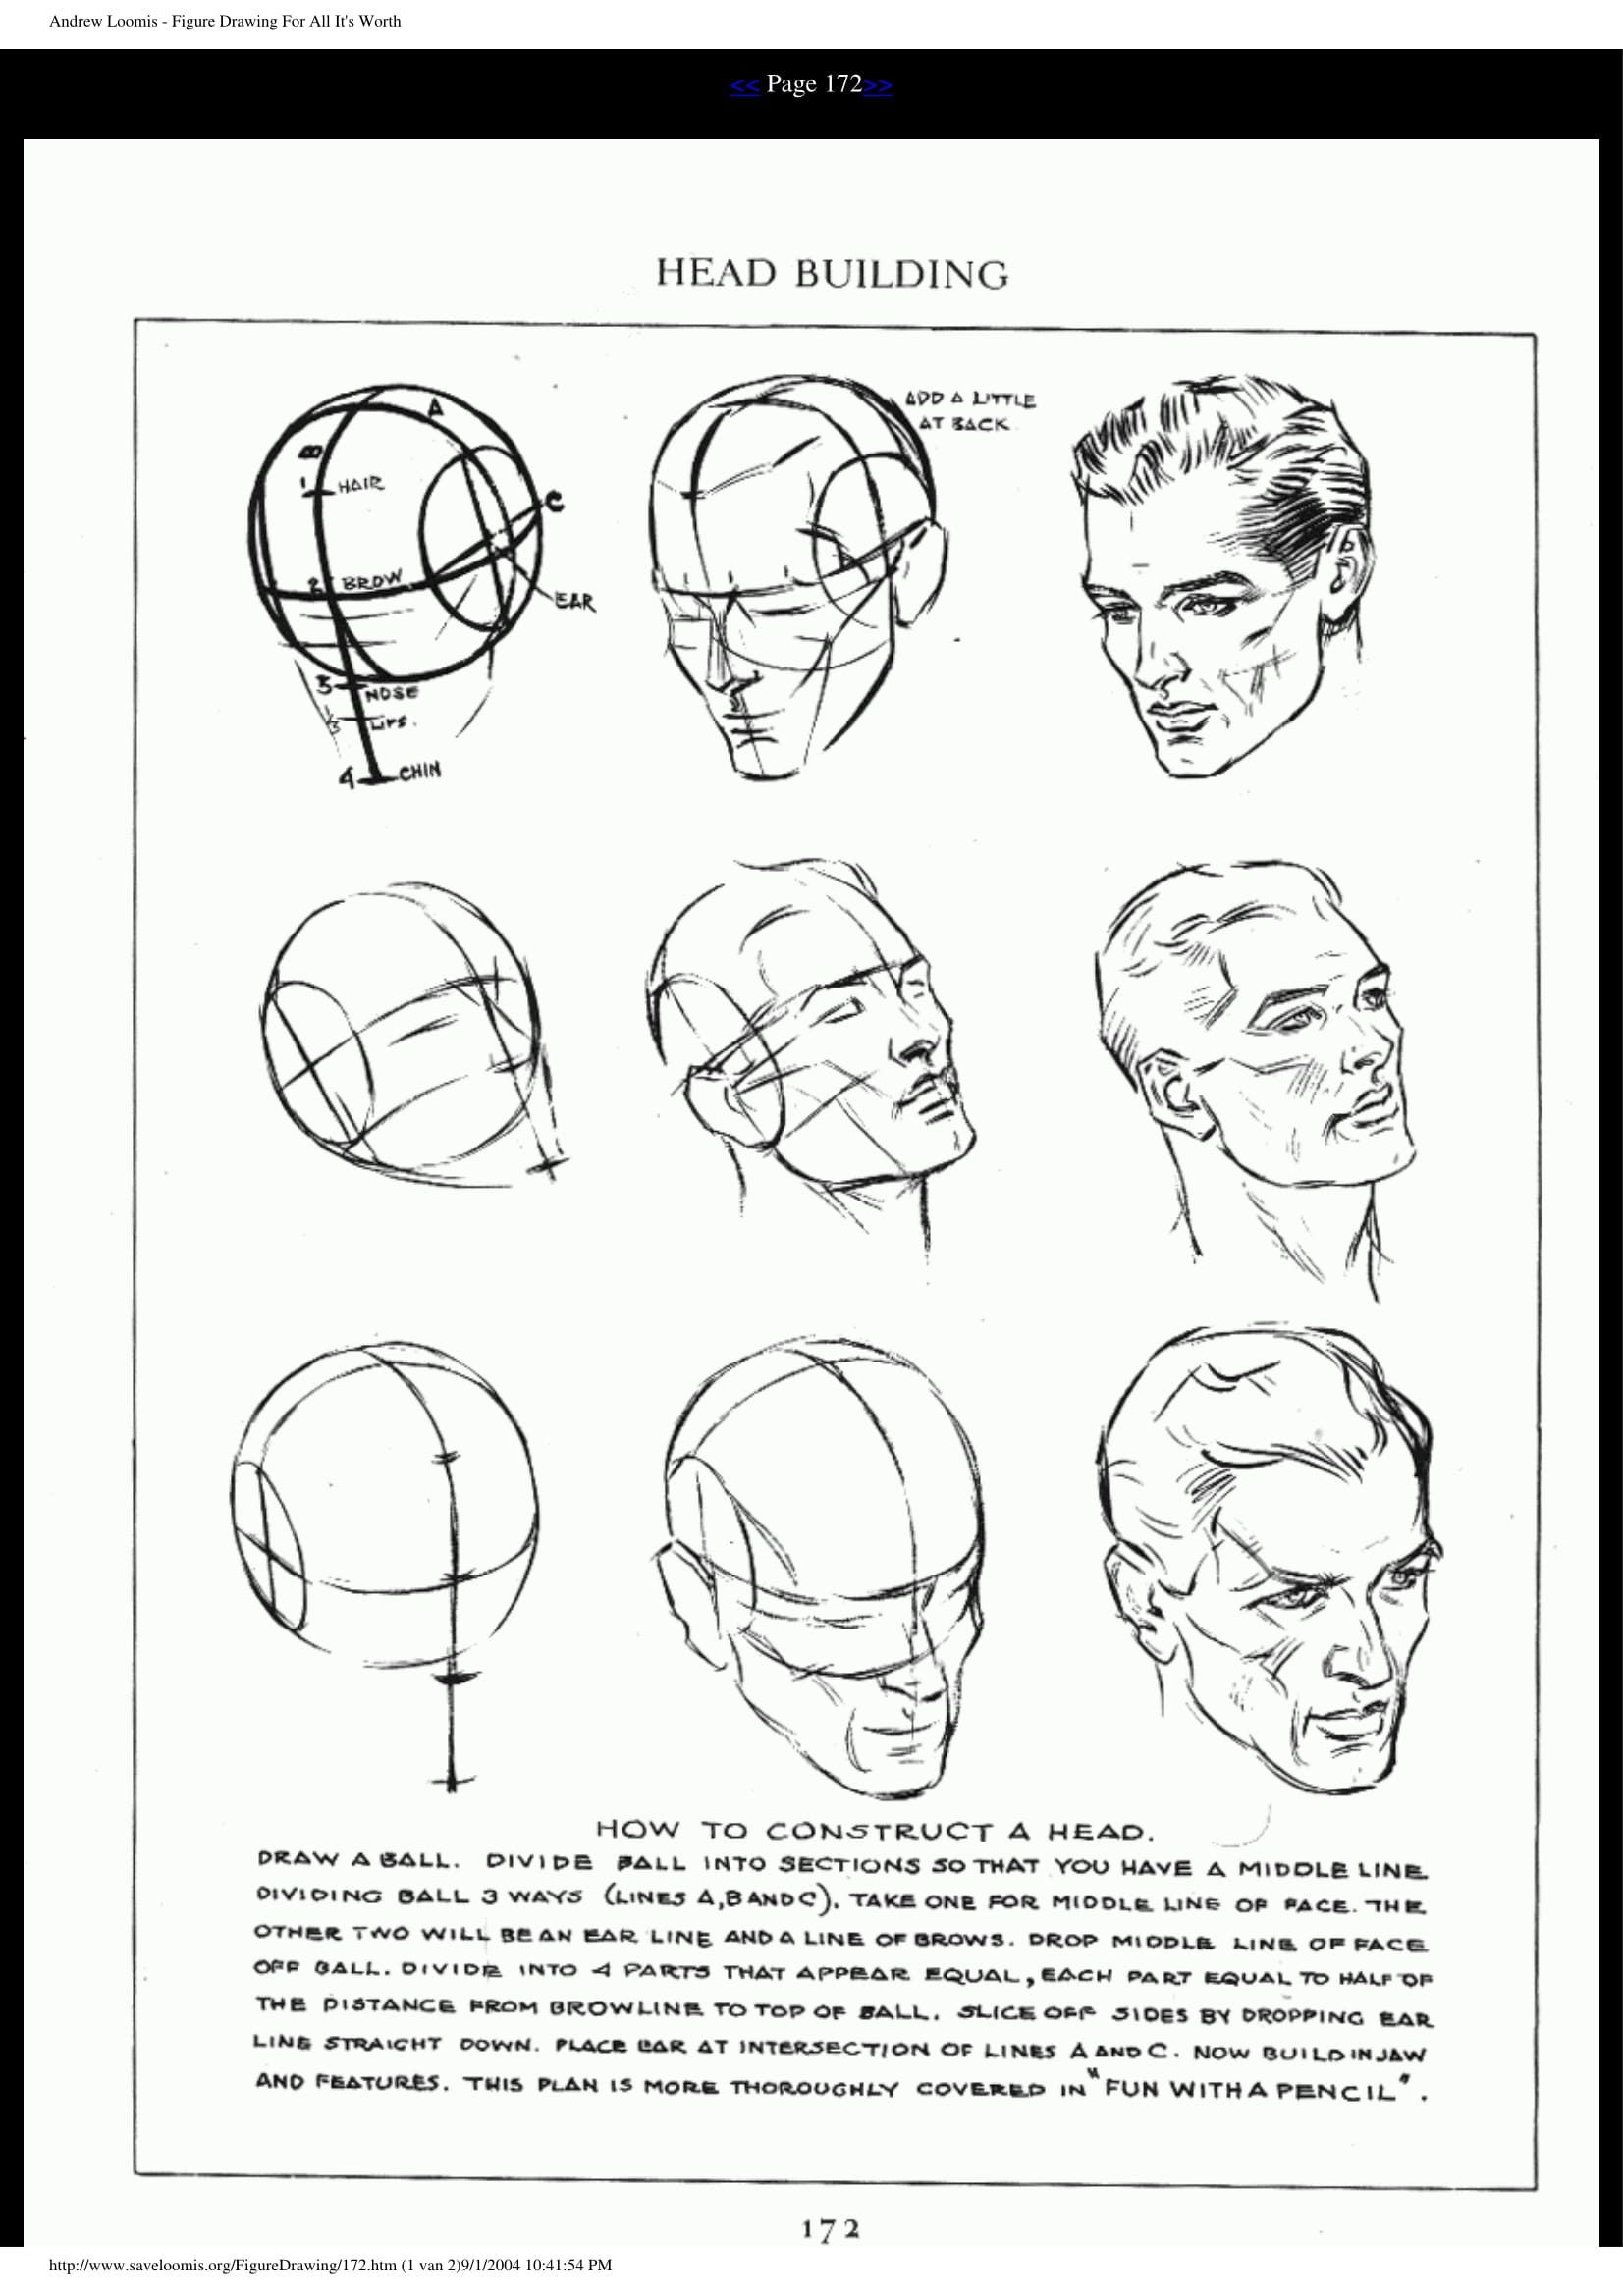 Andrew Loomis - Figure Drawing For All It's Worth
<< Page 172>>
HEAD BUILDING
A
B
ADD A LITTLE
AT BACK
1 HAIR
C
2 BROW
EAR
3 NOSE
1/3 LIPS.
4 CHIN
HOW TO CONSTRUCT A HEAD.
DRAW A BALL. DIVIDE BALL INTO SECTIONS SO THAT YOU HAVE A MIDDLE LINE
DIVIDING BALL 3 WAYS (LINES A,B AND C). TAKE ONE FOR MIDDLE LINE OF FACE. THE
OTHER TWO WILL BE AN EAR LINE AND A LINE OF BROWS. DROP MIDDLE LINE OF FACE
OFF BALL. DIVIDE INTO 4 PARTS THAT APPEAR EQUAL, EACH PART EQUAL TO HALF OF
THE DISTANCE FROM BROWLINE TO TOP OF BALL. SLICE OFF SIDES BY DROPPING EAR
LINE STRAIGHT DOWN. PLACE EAR AT INTERSECTION OF LINES A AND C. NOW BUILD IN JAW
AND FEATURES. THIS PLAN IS MORE THOROUGHLY COVERED IN "FUN WITH A PENCIL".
172
http://www.saveloomis.org/FigureDrawing/172.htm (1 van 2)9/1/2004 10:41:54 PM